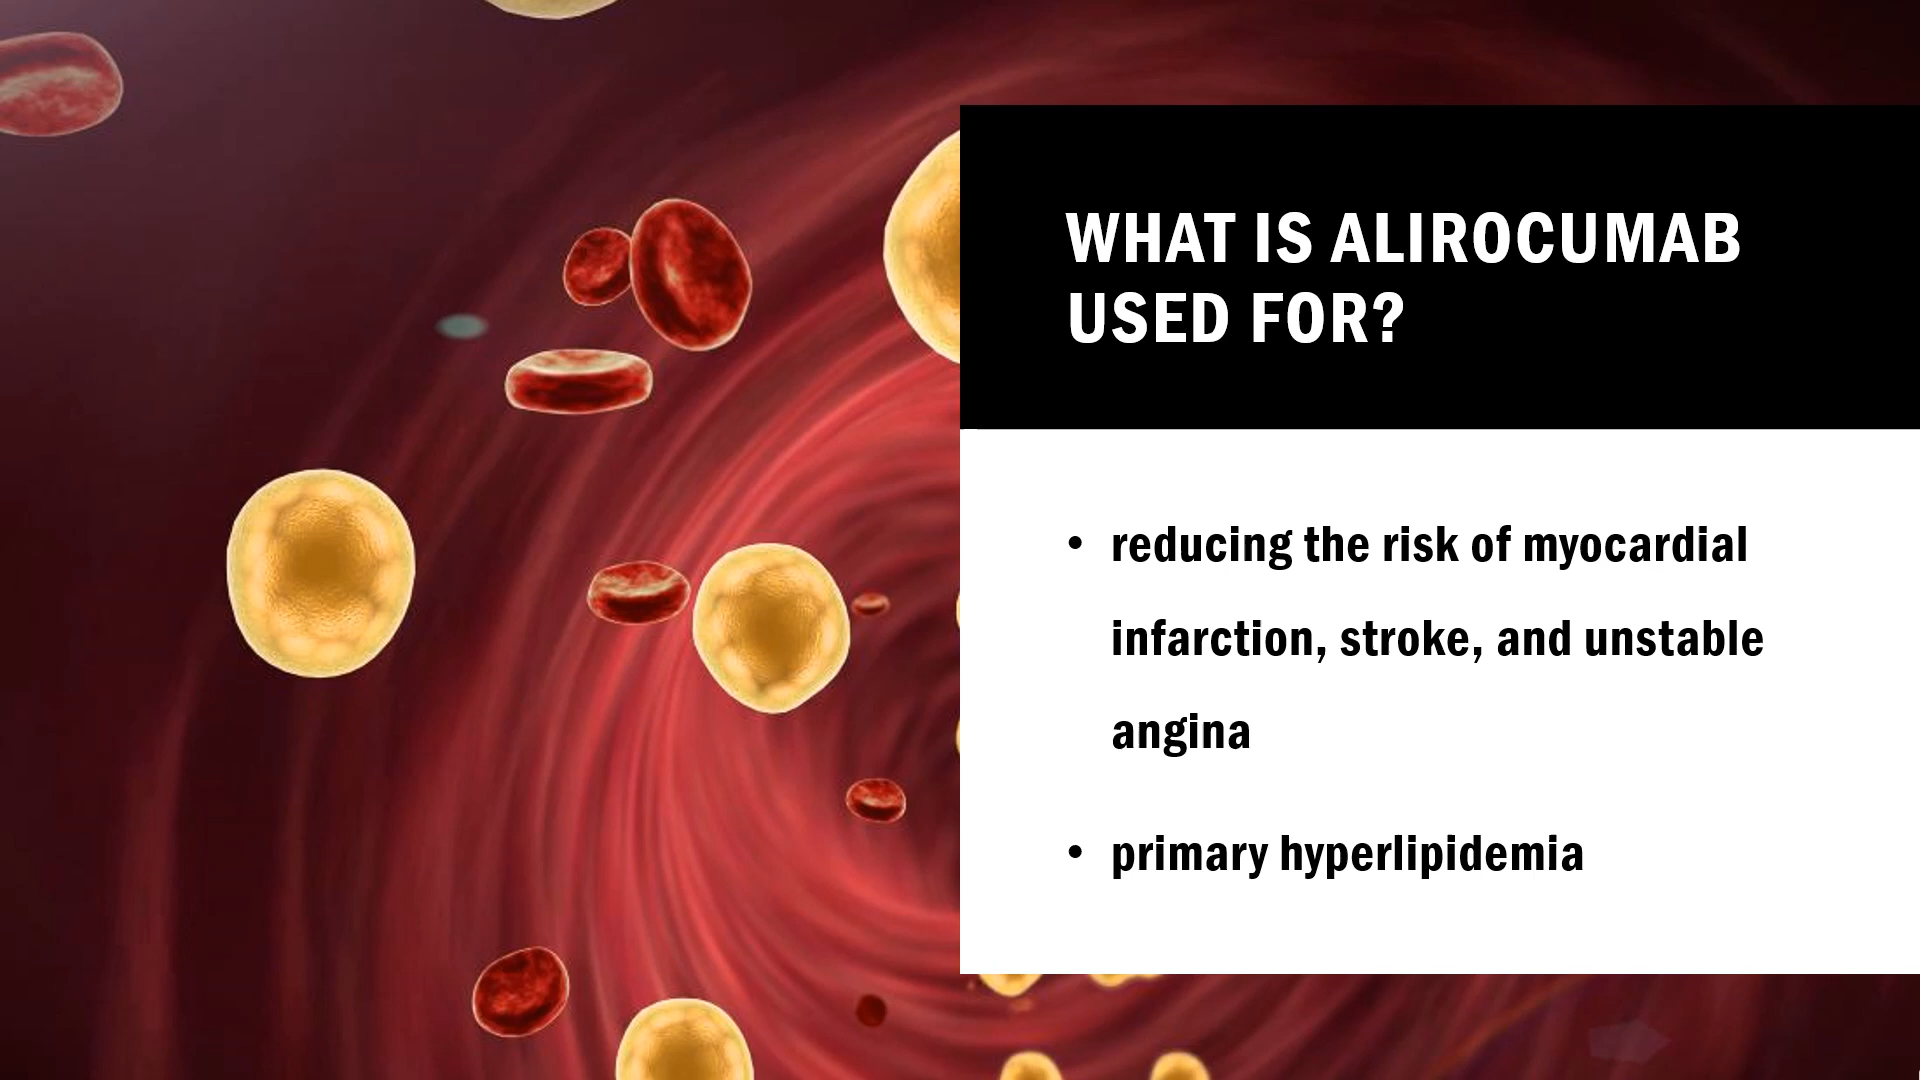 WHAT IS ALIROCUMAB
USED FOR?
• reducing the risk of myocardial
infarction, stroke, and unstable
angina
• primary hyperlipidemia